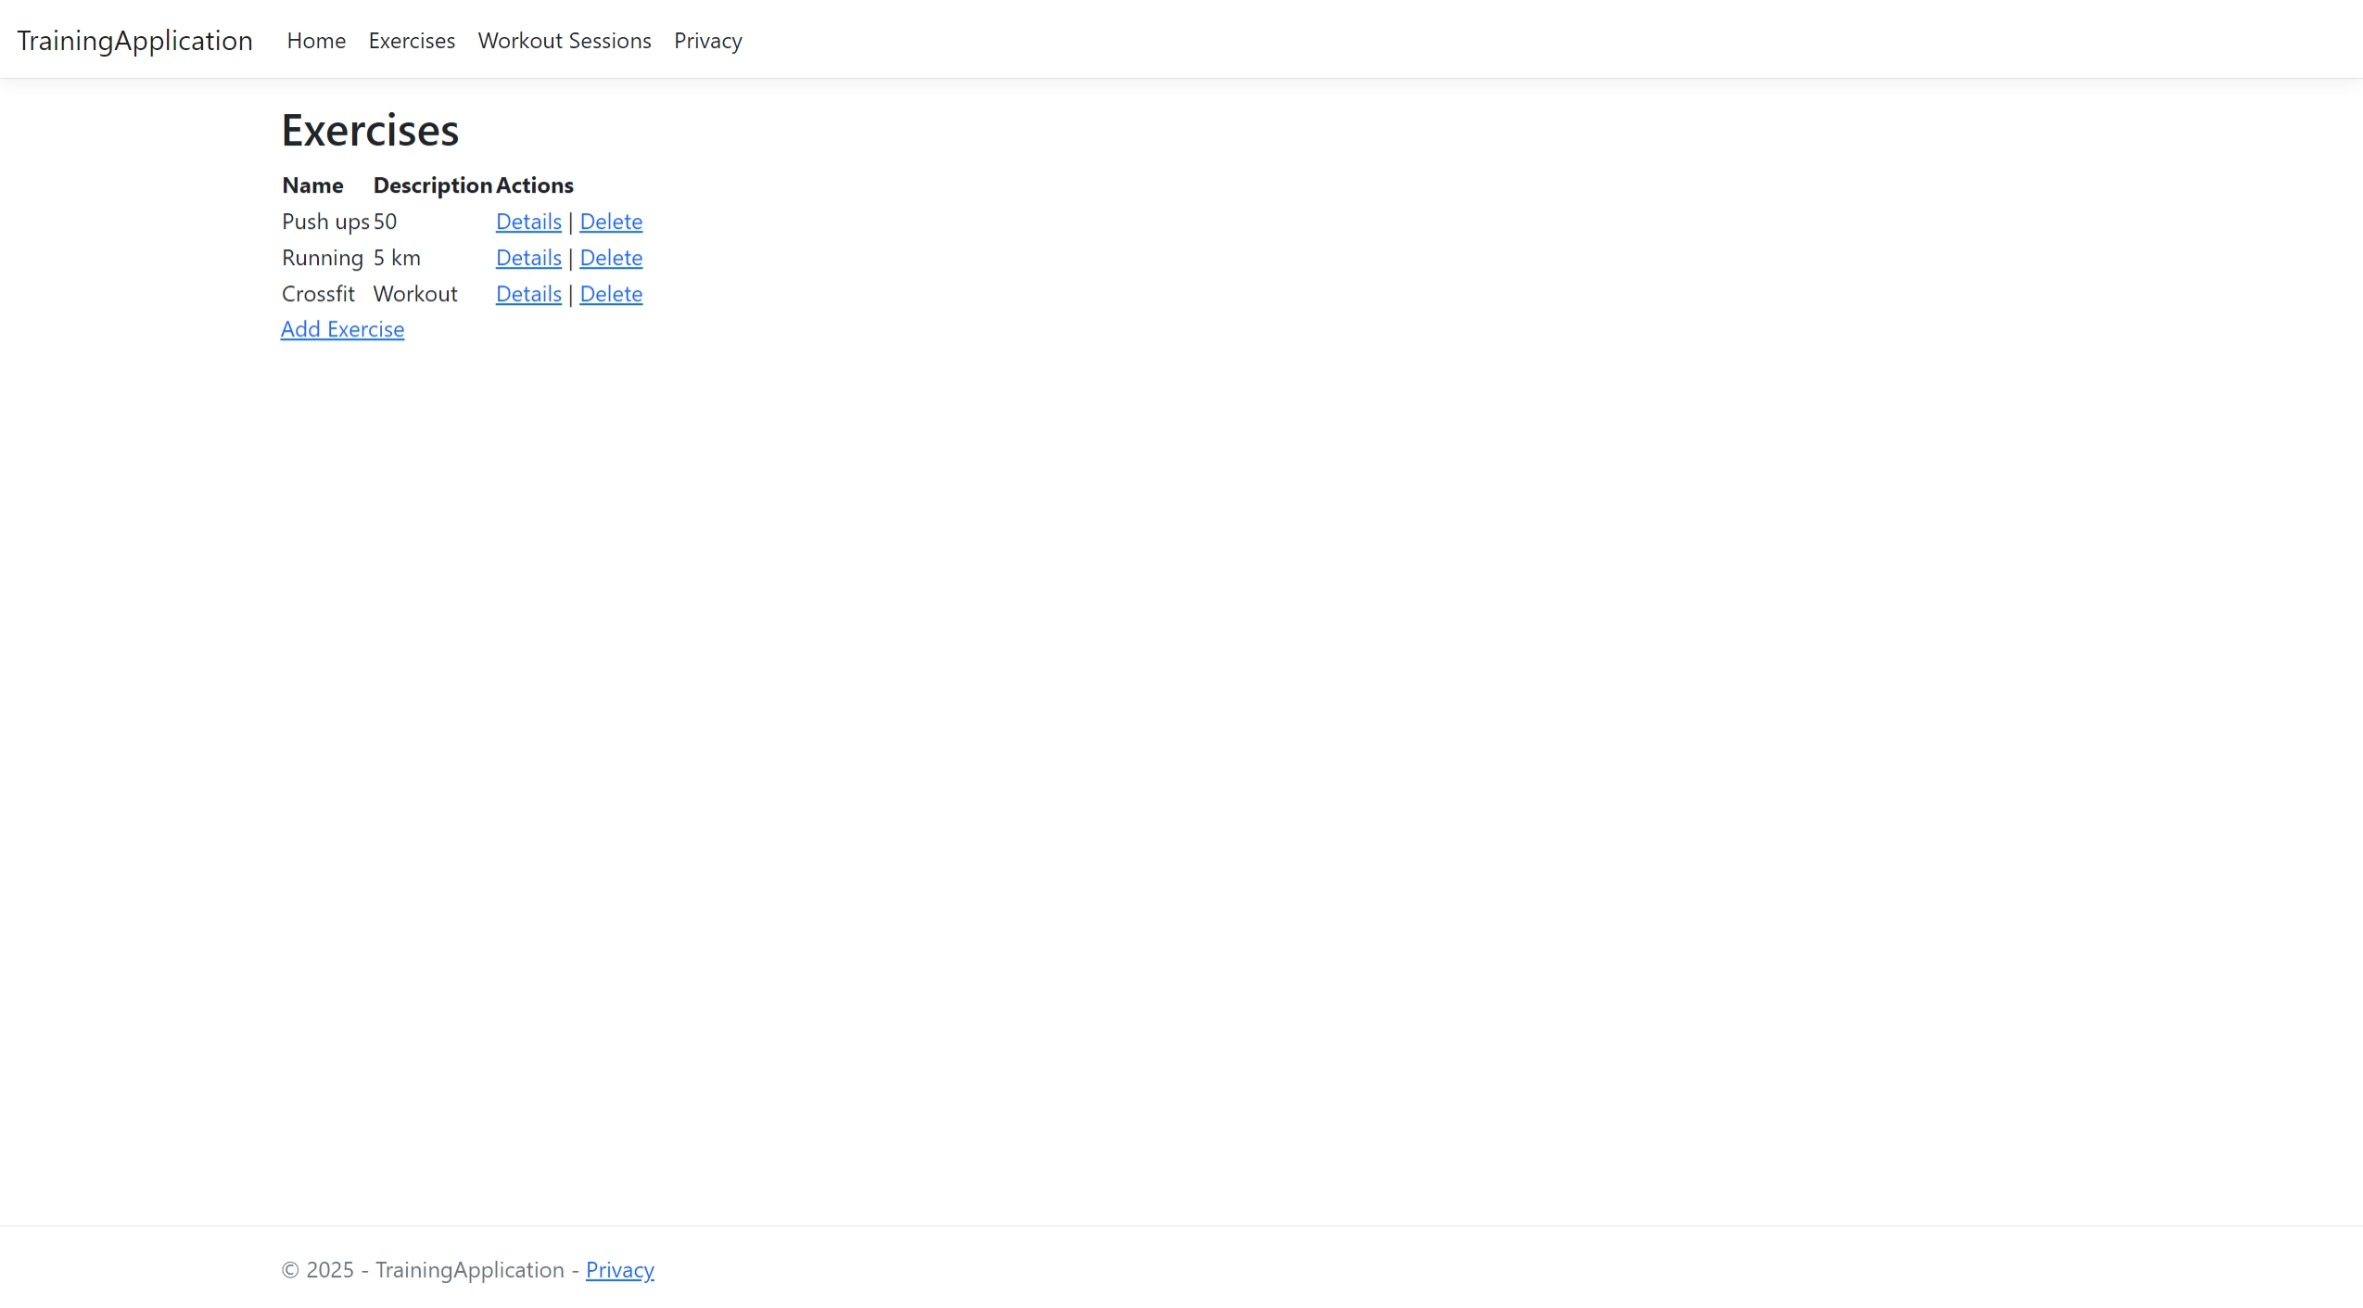 TrainingApplication Home Exercises Workout Sessions Privacy
Exercises
Name Description Actions
Push ups 50 Details | Delete
Running 5 km Details | Delete
Crossfit Workout Details | Delete
Add Exercise
© 2025 - TrainingApplication - Privacy